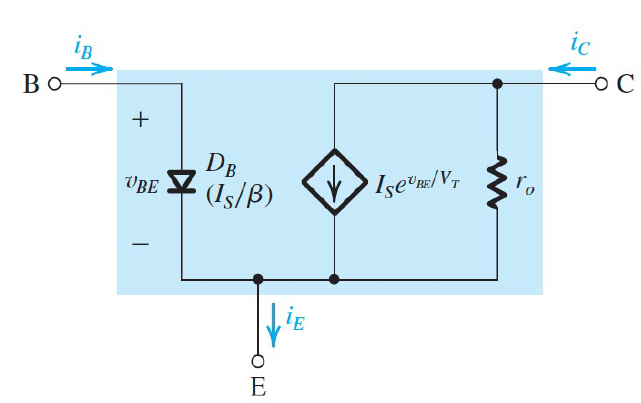 i_B
i_C
B
C
+
v_BE
D_B
(I_S/β)
I_S e^{v_BE/V_T}
r_o
−
i_E
E